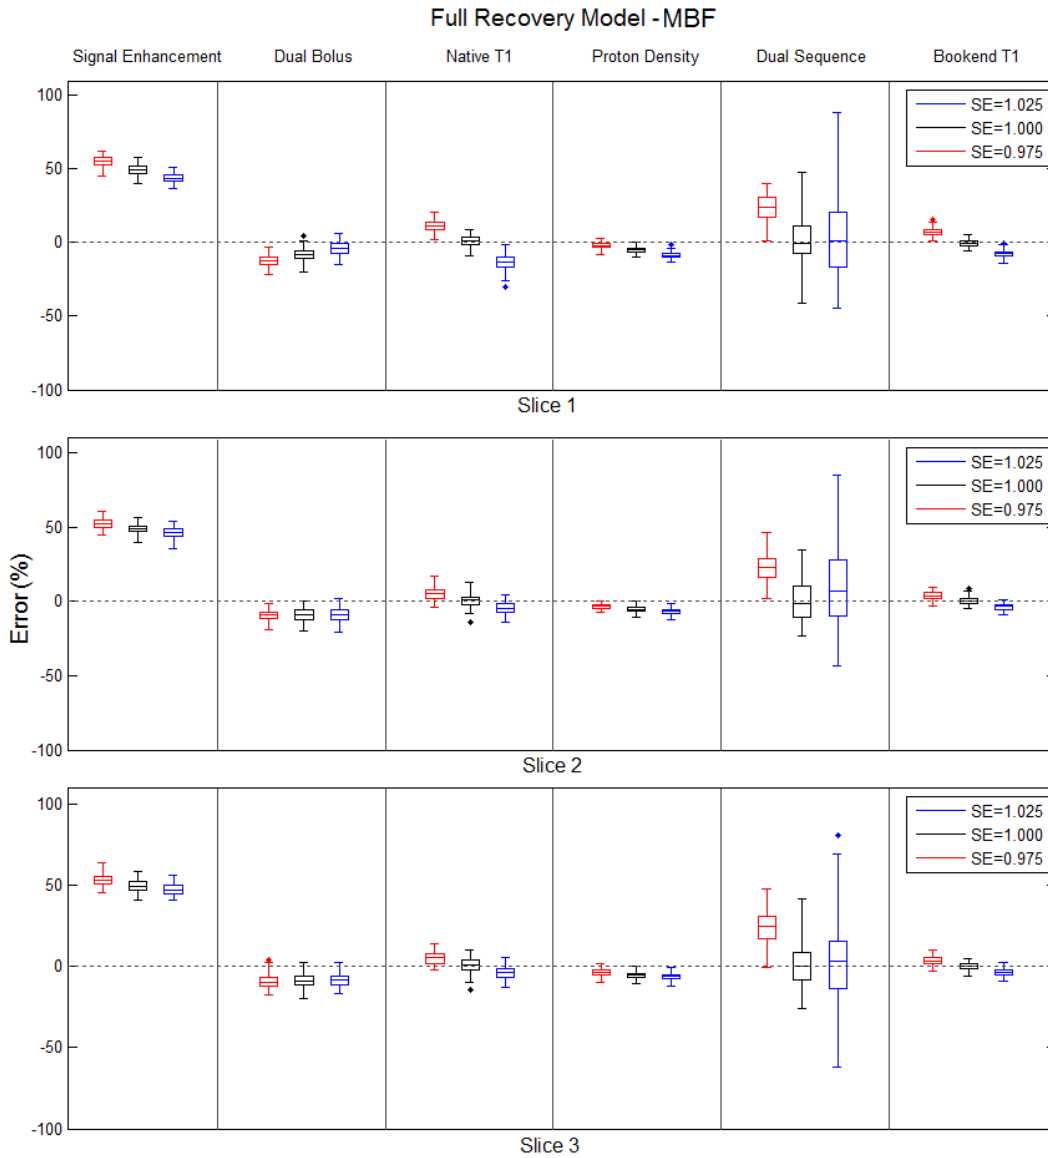 Full Recovery Model - MBF
Signal Enhancement Dual Bolus Native T1 Proton Density Dual Sequence Bookend T1
100
50
0
-50
-100
SE=1.025
SE=1.000
SE=0.975
Slice 1
100
50
0
-50
-100
SE=1.025
SE=1.000
SE=0.975
Slice 2
Error (%)
100
50
0
-50
-100
SE=1.025
SE=1.000
SE=0.975
Slice 3